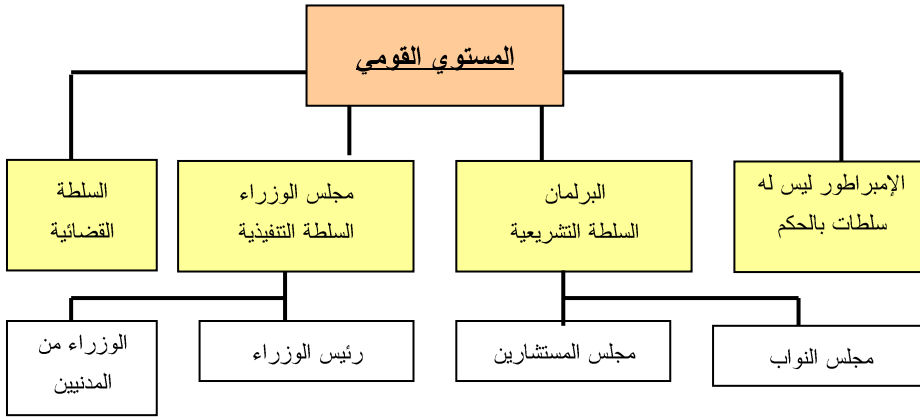 المستوي القومي
الإمبراطور ليس له
سلطات بالحكم
البرلمان
السلطة التشريعية
مجلس الوزراء
السلطة التنفيذية
السلطة
القضائية
مجلس النواب
مجلس المستشارين
رئيس الوزراء
الوزراء من
المدنيين